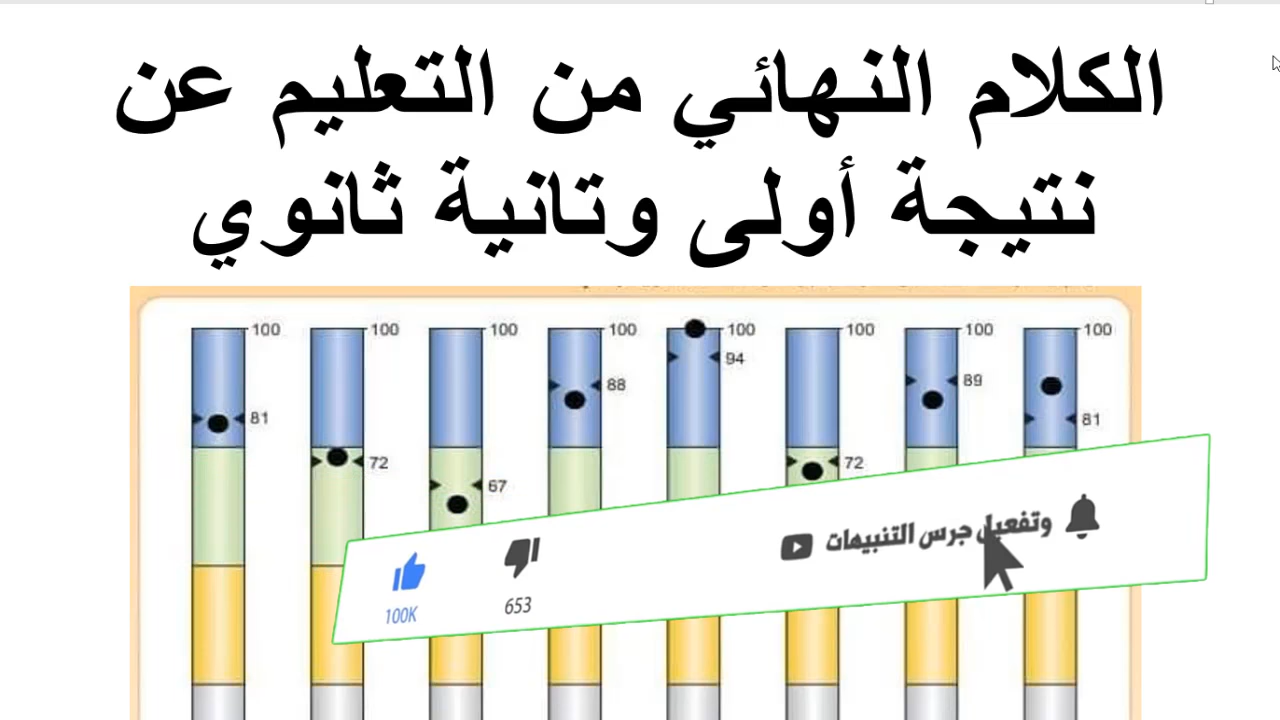 الكلام النهائي من التعليم عن
نتيجة أولى وتانية ثانوي
100 100 100 100 100 100 100 100
94
88 89
81 81
72 72
67
وتفعيل جرس التنبيهات
100K 653